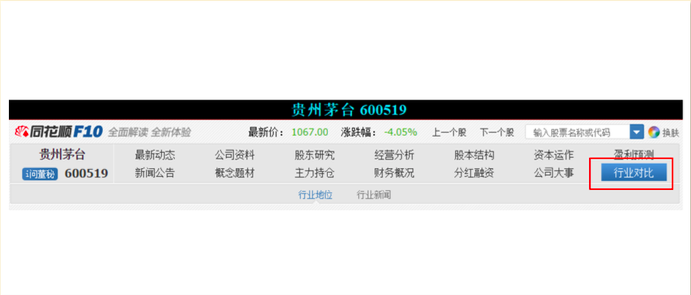 贵州茅台 600519
同花顺F10 全面解读 全新体验 最新价: 1067.00 涨跌幅: -4.05% 上一个股 下一个股 输入股票名称或代码 换肤
贵州茅台 最新动态 公司资料 股东研究 经营分析 股本结构 资本运作 盈利预测
i问董秘 600519 新闻公告 概念题材 主力持仓 财务概况 分红融资 公司大事 行业对比
行业地位 行业新闻